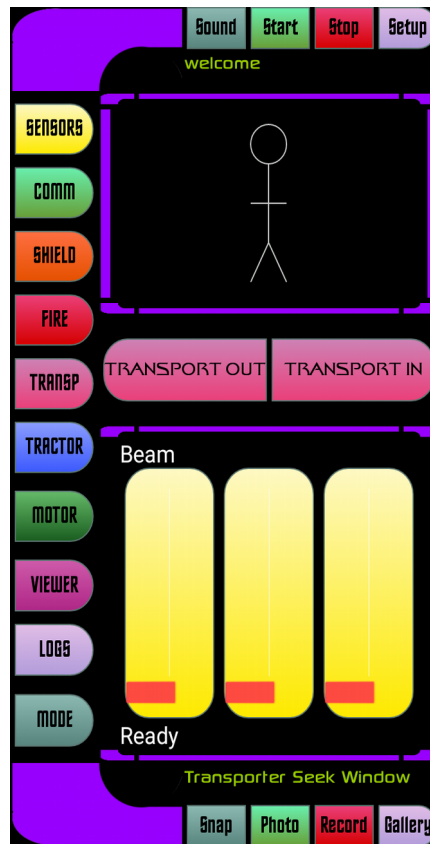 Sound Start Stop Setup
welcome
SENSORS
COMM
SHIELD
FIRE
TRANSP
TRANSPORT OUT TRANSPORT IN
TRACTOR
Beam
MOTOR
VIEWER
LOGS
MODE
Ready
Transporter Seek Window
Snap Photo Record Gallery